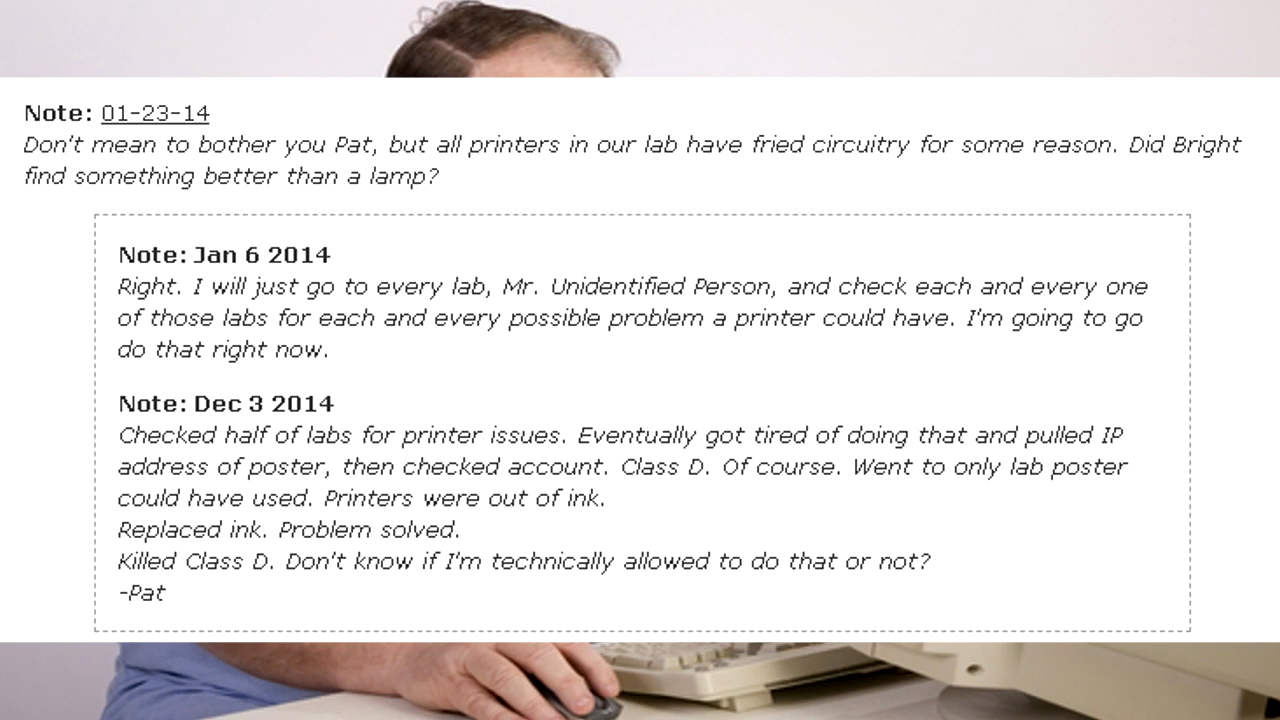 Note: 01-23-14
Don't mean to bother you Pat, but all printers in our lab have fried circuitry for some reason. Did Bright
find something better than a lamp?
Note: Jan 6 2014
Right. I will just go to every lab, Mr. Unidentified Person, and check each and every one
of those labs for each and every possible problem a printer could have. I'm going to go
do that right now.
Note: Dec 3 2014
Checked half of labs for printer issues. Eventually got tired of doing that and pulled IP
address of poster, then checked account. Class D. Of course. Went to only lab poster
could have used. Printers were out of ink.
Replaced ink. Problem solved.
Killed Class D. Don't know if I'm technically allowed to do that or not?
-Pat